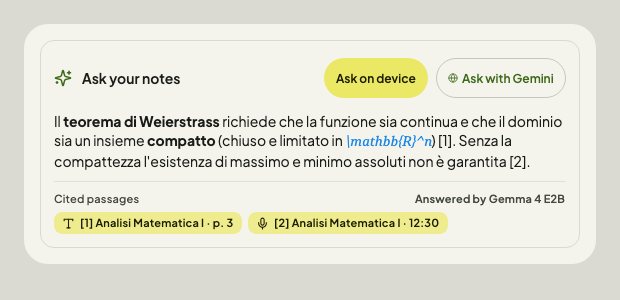 Ask your notes
Ask on device
Ask with Gemini
Il teorema di Weierstrass richiede che la funzione sia continua e che il dominio
sia un insieme compatto (chiuso e limitato in \mathbb{R}^n) [1]. Senza la
compattezza l'esistenza di massimo e minimo assoluti non è garantita [2].
Cited passages
Answered by Gemma 4 E2B
[1] Analisi Matematica I · p. 3
[2] Analisi Matematica I · 12:30